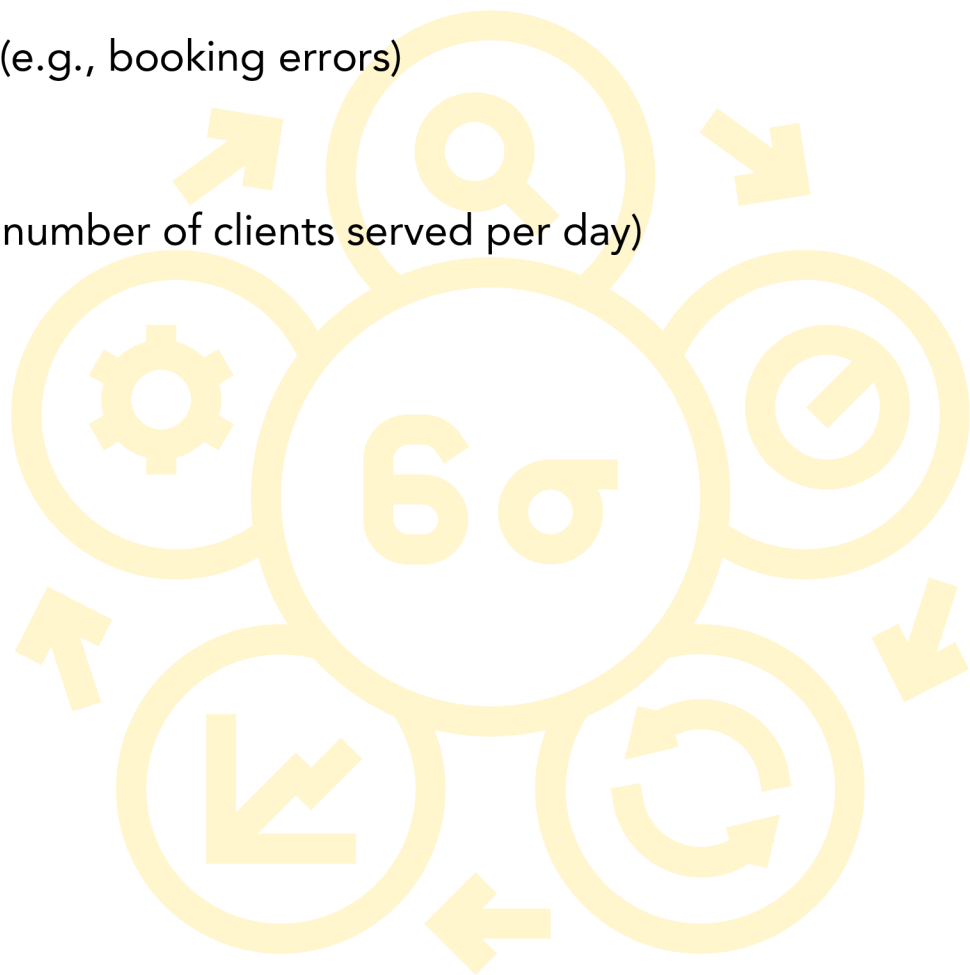 (e.g., booking errors)
number of clients served per day)
6σ